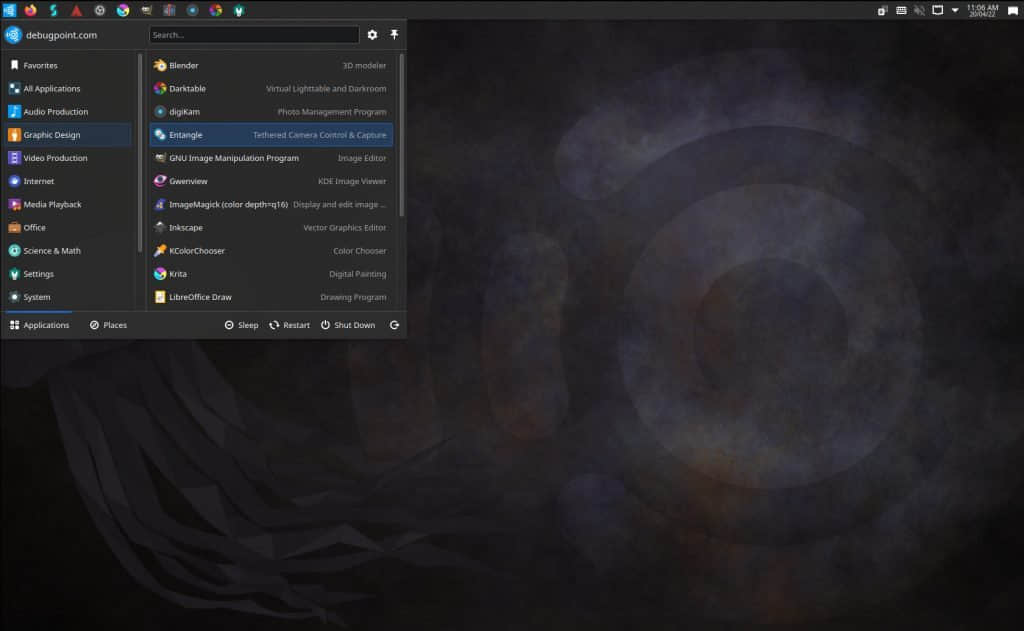 11:06 AM
20/04/22
debugpoint.com
Search...
Favorites
All Applications
Audio Production
Graphic Design
Video Production
Internet
Media Playback
Office
Science & Math
Settings
System
Blender 3D modeler
Darktable Virtual Lighttable and Darkroom
digiKam Photo Management Program
Entangle Tethered Camera Control & Capture
GNU Image Manipulation Program Image Editor
Gwenview KDE Image Viewer
ImageMagick (color depth=q16) Display and edit image ...
Inkscape Vector Graphics Editor
KColorChooser Color Chooser
Krita Digital Painting
LibreOffice Draw Drawing Program
Applications Places Sleep Restart Shut Down